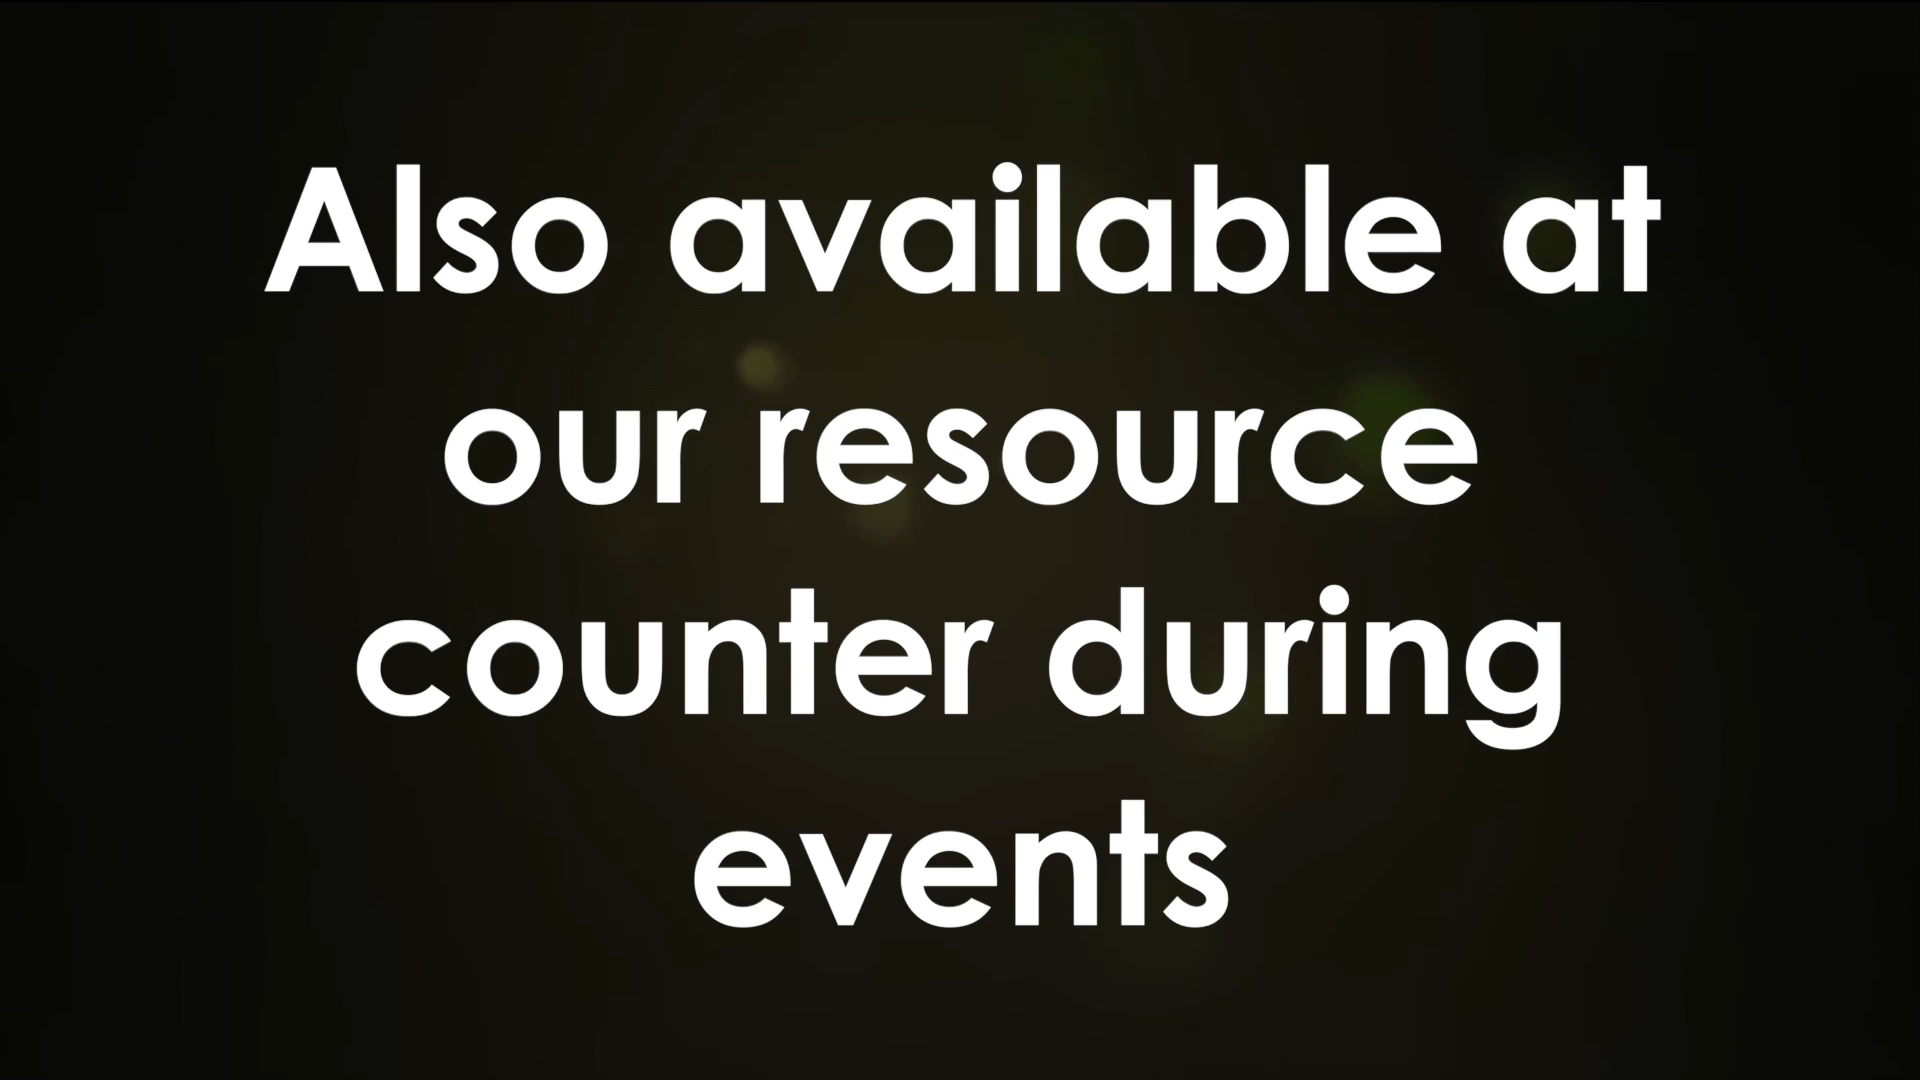 Also available at
our resource
counter during
events